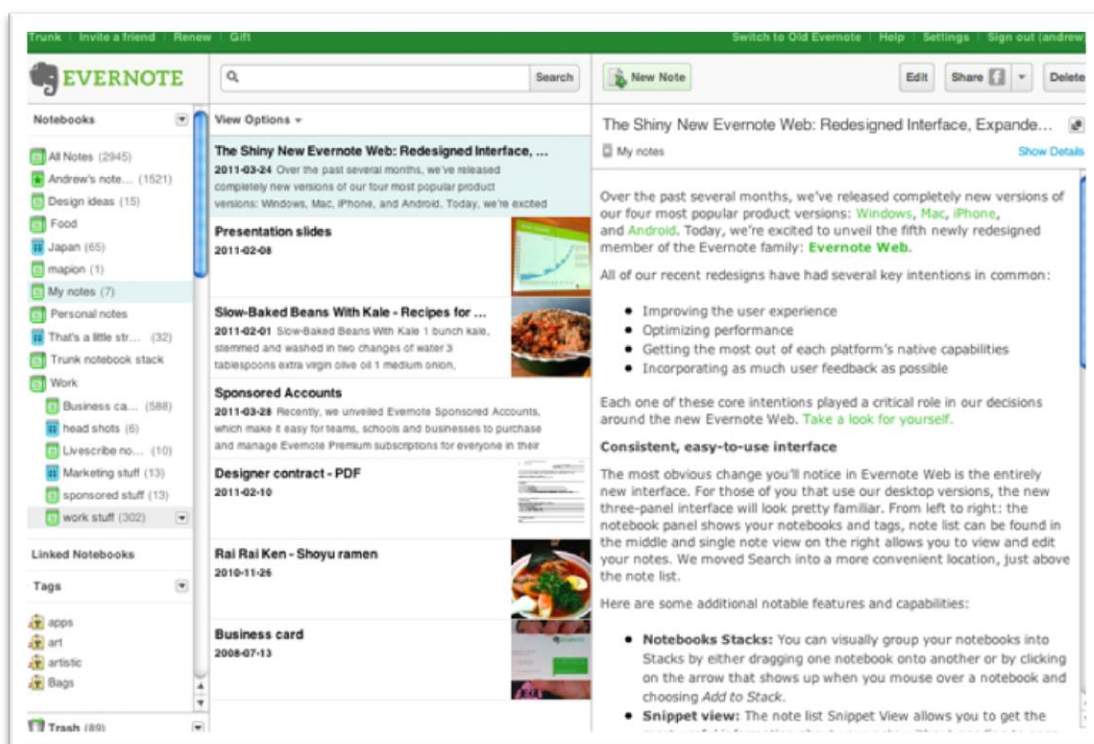 Trunk Invite a friend Renew Gift
Switch to Old Evernote Help Settings Sign out (andrew
EVERNOTE
Search
New Note
Edit
Share
Delete
Notebooks
All Notes (2945)
Andrew's note... (1521)
Design ideas (15)
Food
Japan (65)
mapion (1)
My notes (7)
Personal notes
That's a little str... (32)
Trunk notebook stack
Work
Business ca... (588)
head shots (6)
Livescribe no... (10)
Marketing stuff (13)
sponsored stuff (13)
work stuff (302)
Linked Notebooks
Tags
apps
art
artistic
Bags
Trash (89)
View Options
The Shiny New Evernote Web: Redesigned Interface, ...
2011-03-24 Over the past several months, we've released
completely new versions of our four most popular product
versions: Windows, Mac, iPhone, and Android. Today, we're excited
Presentation slides
2011-02-08
Slow-Baked Beans With Kale - Recipes for ...
2011-02-01 Slow-Baked Beans With Kale 1 bunch kale,
stemmed and washed in two changes of water 3
tablespoons extra virgin olive oil 1 medium onion,
Sponsored Accounts
2011-03-28 Recently, we unveiled Evernote Sponsored Accounts,
which make it easy for teams, schools and businesses to purchase
and manage Evernote Premium subscriptions for everyone in their
Designer contract - PDF
2011-02-10
Rai Rai Ken - Shoyu ramen
2010-11-26
Business card
2008-07-13
The Shiny New Evernote Web: Redesigned Interface, Expande...
My notes
Show Details
Over the past several months, we've released completely new versions of
our four most popular product versions: Windows, Mac, iPhone,
and Android. Today, we're excited to unveil the fifth newly redesigned
member of the Evernote family: Evernote Web.
All of our recent redesigns have had several key intentions in common:
• Improving the user experience
• Optimizing performance
• Getting the most out of each platform's native capabilities
• Incorporating as much user feedback as possible
Each one of these core intentions played a critical role in our decisions
around the new Evernote Web. Take a look for yourself.
Consistent, easy-to-use interface
The most obvious change you'll notice in Evernote Web is the entirely
new interface. For those of you that use our desktop versions, the new
three-panel interface will look pretty familiar. From left to right: the
notebook panel shows your notebooks and tags, note list can be found in
the middle and single note view on the right allows you to view and edit
your notes. We moved Search into a more convenient location, just above
the note list.
Here are some additional notable features and capabilities:
• Notebooks Stacks: You can visually group your notebooks into
Stacks by either dragging one notebook onto another or by clicking
on the arrow that shows up when you mouse over a notebook and
choosing Add to Stack.
• Snippet view: The note list Snippet View allows you to get the